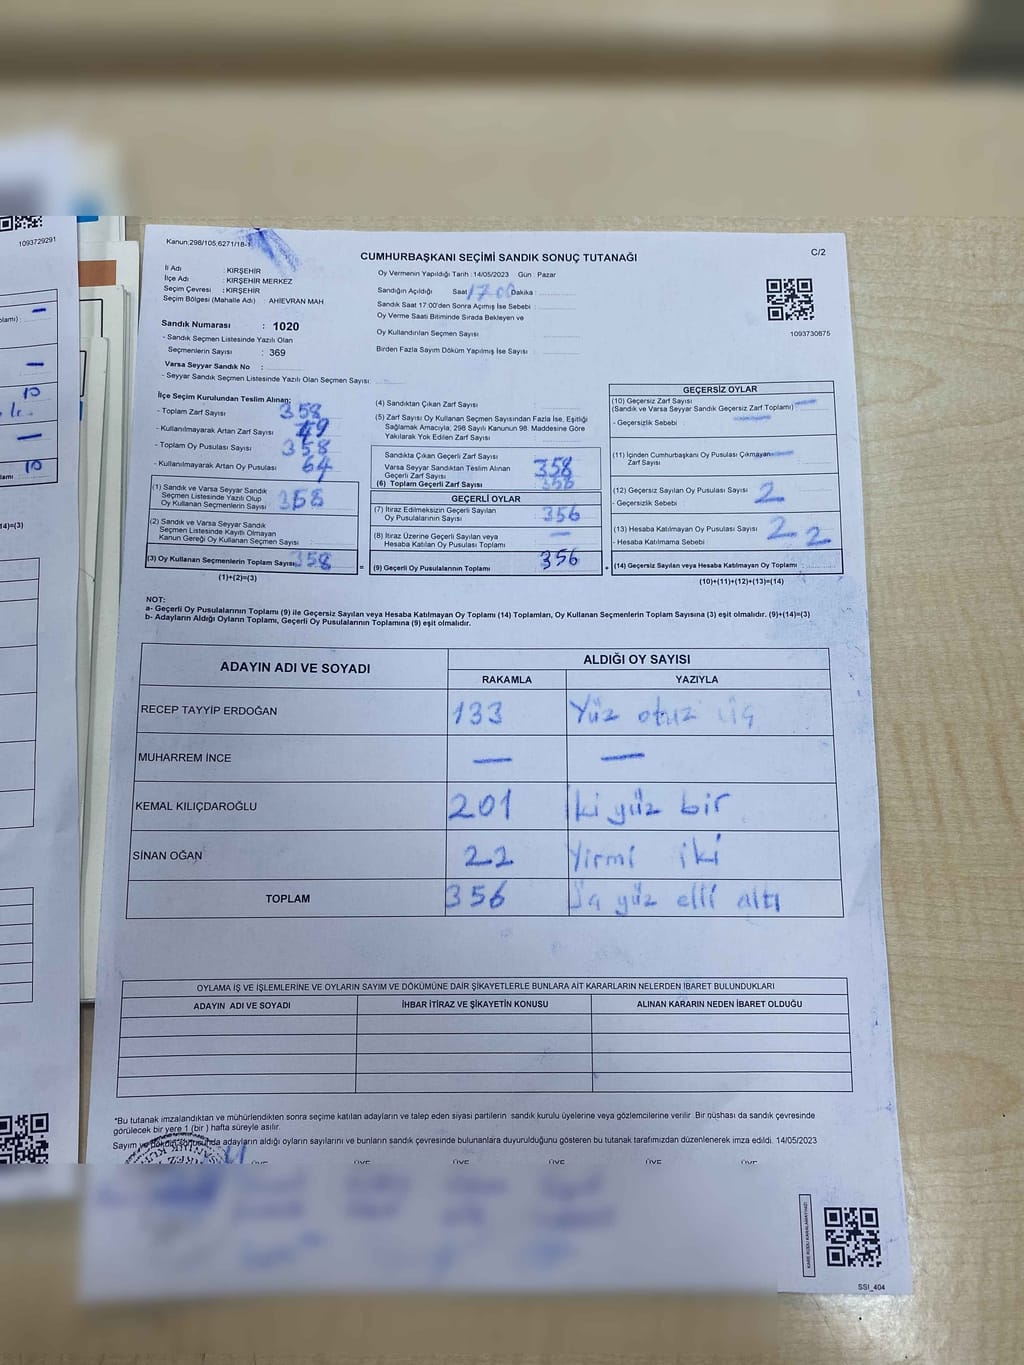 1093729291
Kanun:298/105,6271/18-1
CUMHURBAŞKANI SEÇİMİ SANDIK SONUÇ TUTANAĞI
C/2
İl Adı : KIRŞEHİR
İlçe Adı : KIRŞEHİR MERKEZ
Seçim Çevresi : KIRŞEHİR
Seçim Bölgesi (Mahalle Adı) : AHİEVRAN MAH
Oy Vermenin Yapıldığı Tarih :14/05/2023 Gün : Pazar
Sandığın Açıldığı Saat 17 00 Dakika :
Sandık Saat 17:00'den Sonra Açımış İse Sebebi :
Oy Verme Saati Bitiminde Sırada Bekleyen ve
Oy Kullandırılan Seçmen Sayısı
Birden Fazla Sayım Döküm Yapılmış İse Sayısı :
1093730875
Sandık Numarası : 1020
- Sandık Seçmen Listesinde Yazılı Olan
Seçmenlerin Sayısı : 369
Varsa Seyyar Sandık No :
- Seyyar Sandık Seçmen Listesinde Yazılı Olan Seçmen Sayısı:
İlçe Seçim Kurulundan Teslim Alınan;
- Toplam Zarf Sayısı 358
- Kullanılmayarak Artan Zarf Sayısı
- Toplam Oy Pusulası Sayısı 358
- Kullanılmayarak Artan Oy Pusulası 64
(1) Sandık ve Varsa Seyyar Sandık
Seçmen Listesinde Yazılı Olup
Oy Kullanan Seçmenlerin Sayısı 358
(2) Sandık ve Varsa Seyyar Sandık
Seçmen Listesinde Kayıtlı Olmayan
Kanun Gereği Oy Kullanan Seçmen Sayısı :
(3) Oy Kullanan Seçmenlerin Toplam Sayısı 358
(1)+(2)=(3)
(4) Sandıktan Çıkan Zarf Sayısı
(5) Zarf Sayısı Oy Kullanan Seçmen Sayısından Fazla İse, Eşitliği
Sağlamak Amacıyla; 298 Sayılı Kanunun 98. Maddesine Göre
Yakılarak Yok Edilen Zarf Sayısı
Sandıkta Çıkan Geçerli Zarf Sayısı
Varsa Seyyar Sandıktan Teslim Alınan
Geçerli Zarf Sayısı 358
(6) Toplam Geçerli Zarf Sayısı
GEÇERLİ OYLAR
(7) İtiraz Edilmeksizin Geçerli Sayılan
Oy Pusulalarının Sayısı 356
(8) İtiraz Üzerine Geçerli Sayılan veya
Hesaba Katılan Oy Pusulası Toplamı —
= (9) Geçerli Oy Pusulalarının Toplamı 356
GEÇERSİZ OYLAR
(10) Geçersiz Zarf Sayısı
(Sandık ve Varsa Seyyar Sandık Geçersiz Zarf Toplamı) —
- Geçersizlik Sebebi —
(11) İçinden Cumhurbaşkanı Oy Pusulası Çıkmayan —
Zarf Sayısı
(12) Geçersiz Sayılan Oy Pusulası Sayısı 2
- Geçersizlik Sebebi
(13) Hesaba Katılmayan Oy Pusulası Sayısı 2 2
- Hesaba Katılmama Sebebi
+ (14) Geçersiz Sayılan veya Hesaba Katılmayan Oy Toplamı :
(10)+(11)+(12)+(13)=(14)
NOT:
a- Geçerli Oy Pusulalarının Toplamı (9) ile Geçersiz Sayılan veya Hesaba Katılmayan Oy Toplamı (14) Toplamları, Oy Kullanan Seçmenlerin Toplam Sayısına (3) eşit olmalıdır. (9)+(14)=(3)
b- Adayların Aldığı Oyların Toplamı, Geçerli Oy Pusulalarının Toplamına (9) eşit olmalıdır.
ADAYIN ADI VE SOYADI
ALDIĞI OY SAYISI
RAKAMLA YAZIYLA
RECEP TAYYİP ERDOĞAN 133 Yüz otuz üç
MUHARREM İNCE — —
KEMAL KILIÇDAROĞLU 201 İki yüz bir
SİNAN OĞAN 22 Yirmi iki
TOPLAM 356 Üç yüz elli altı
OYLAMA İŞ VE İŞLEMLERİNE VE OYLARIN SAYIM VE DÖKÜMÜNE DAİR ŞİKAYETLERLE BUNLARA AİT KARARLARIN NELERDEN İBARET BULUNDUKLARI
ADAYIN ADI VE SOYADI İHBAR İTİRAZ VE ŞİKAYETİN KONUSU ALINAN KARARIN NEDEN İBARET OLDUĞU
*Bu tutanak imzalandıktan ve mühürlendikten sonra seçime katılan adayların ve talep eden siyasi partilerin sandık kurulu üyelerine veya gözlemcilerine verilir. Bir nüshası da sandık çevresinde
görülecek bir yere 1 (bir) hafta süreyle asılır.
Sayım ve döküm sonucunda adayların aldığı oyların sayılarını ve bunların sandık çevresinde bulunanlara duyurulduğunu gösteren bu tutanak tarafımızdan düzenlenerek imza edildi. 14/05/2023
ÜYE ÜYE ÜYE ÜYE ÜYE ÜYE
SSI_404